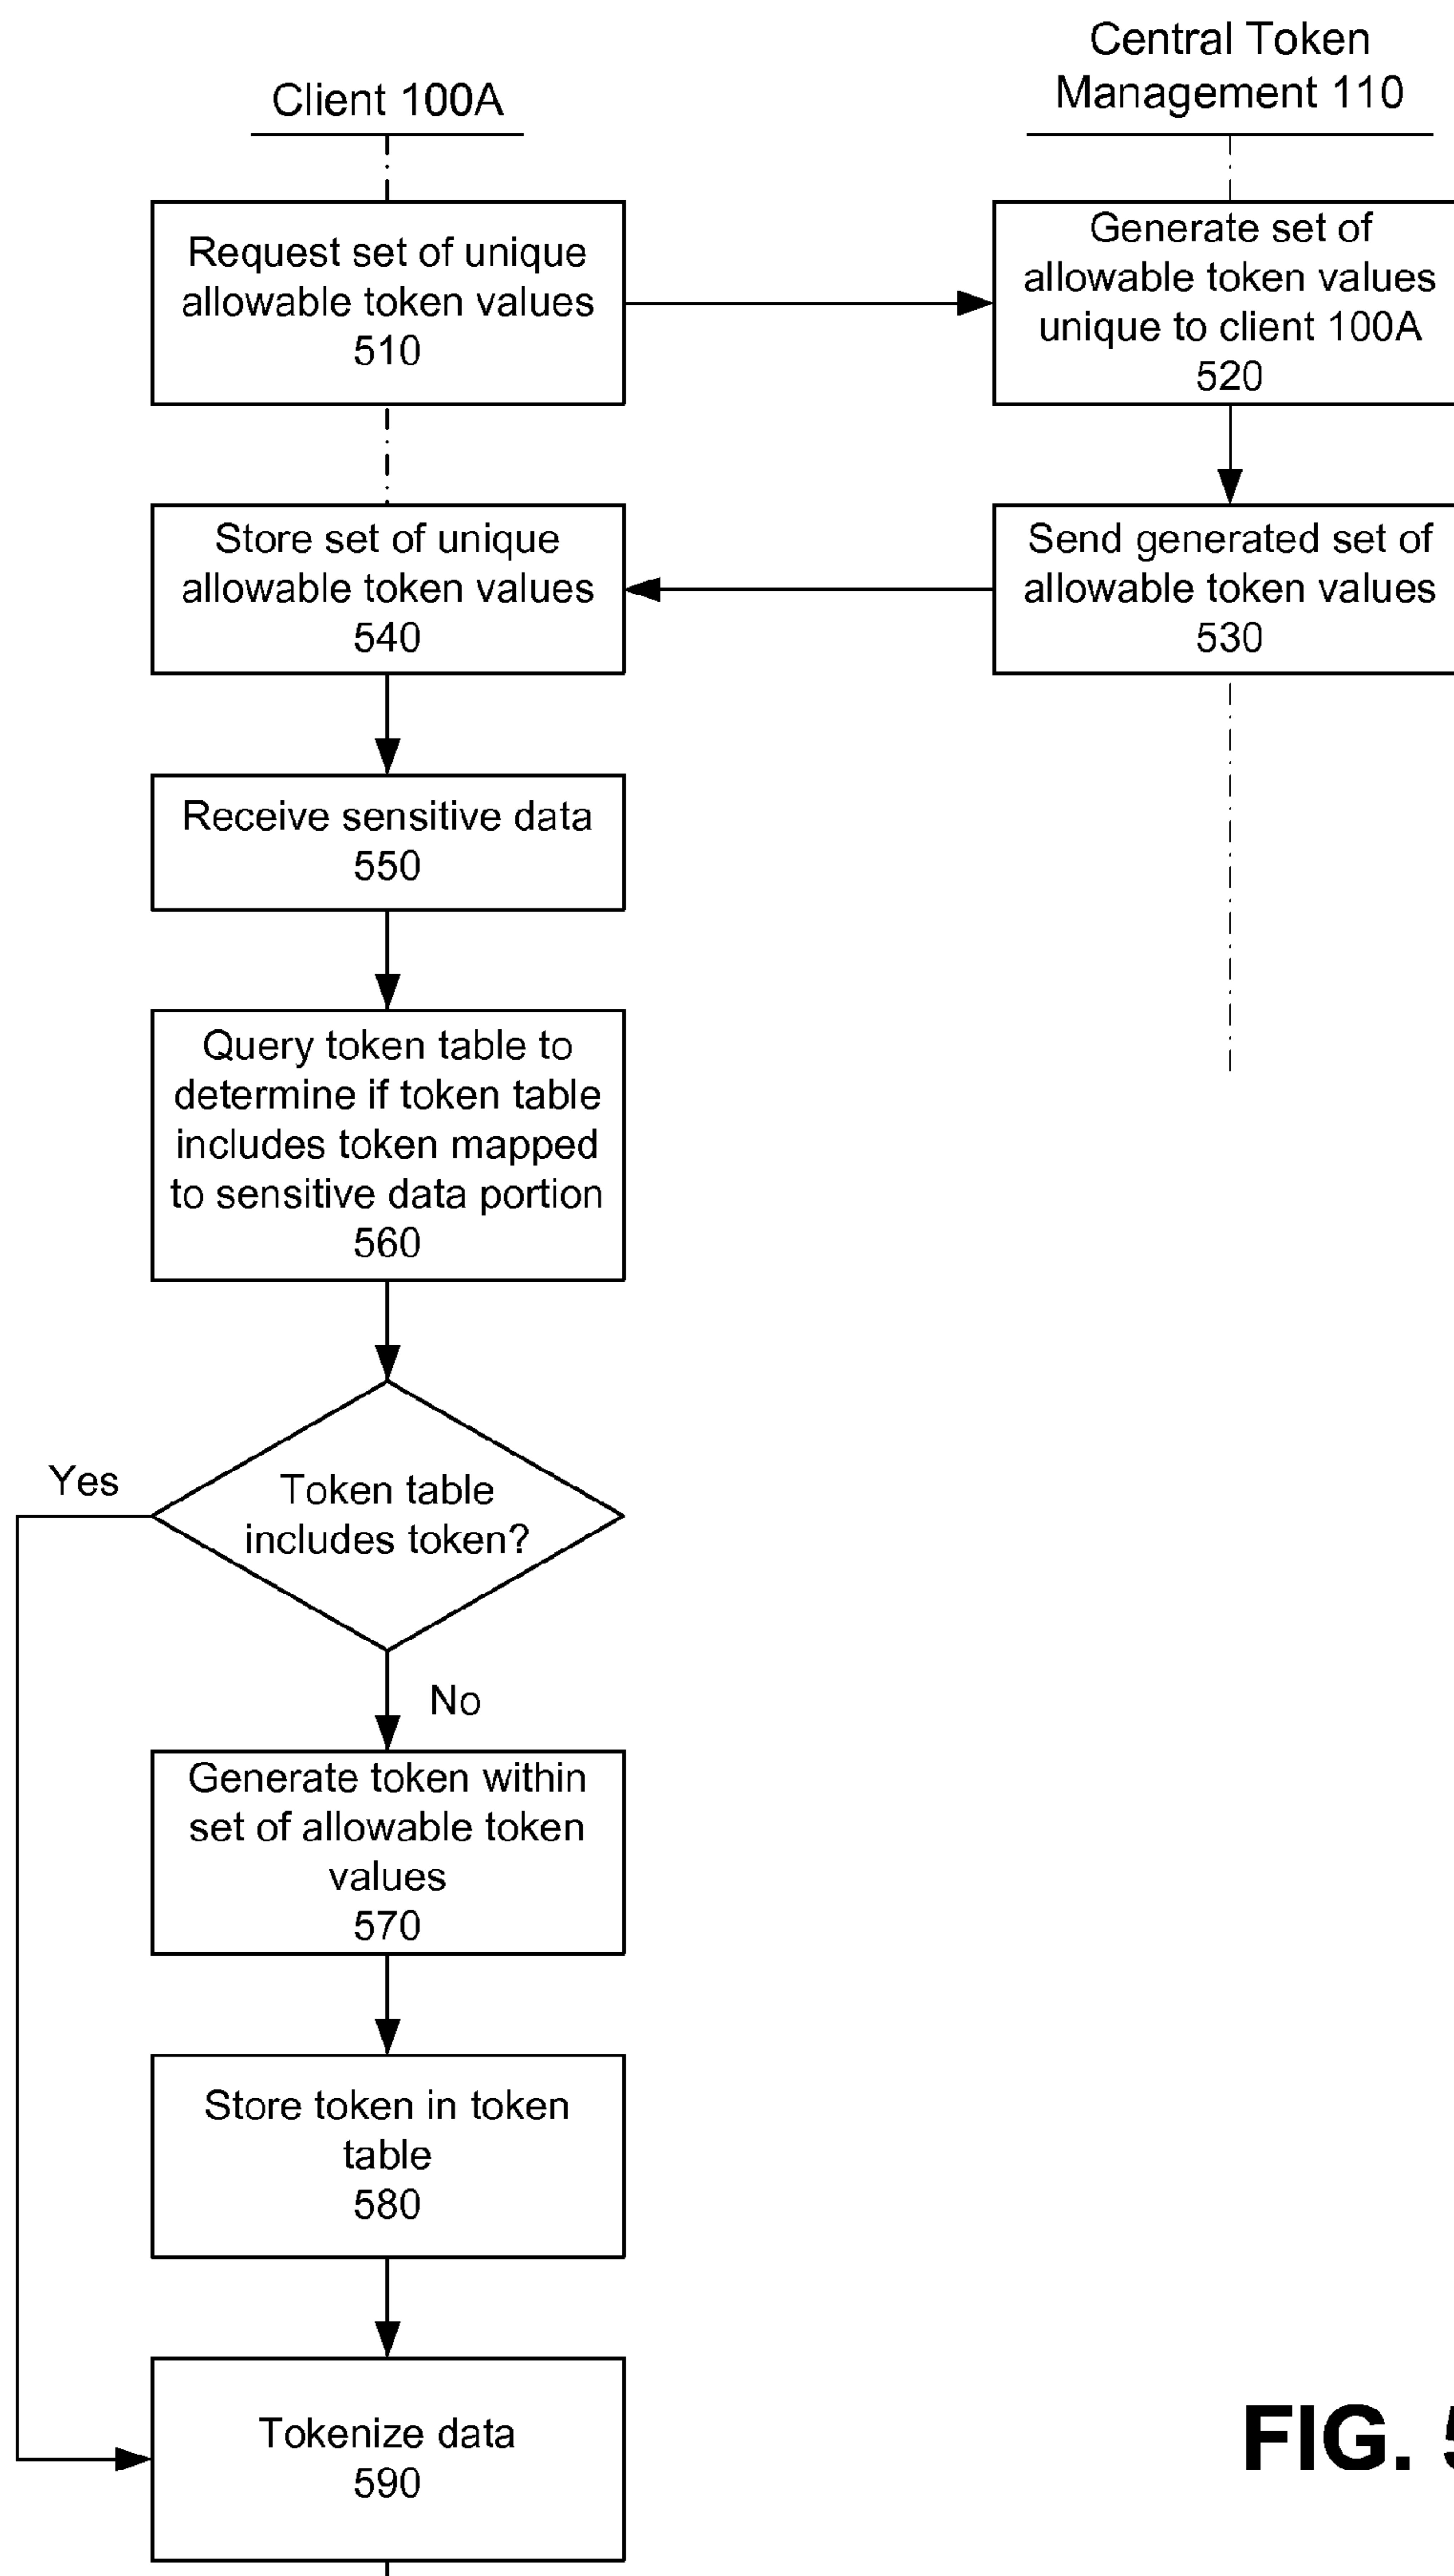 Client 100A
Central Token
Management 110
Request set of unique
allowable token values
510
Generate set of
allowable token values
unique to client 100A
520
Store set of unique
allowable token values
540
Send generated set of
allowable token values
530
Receive sensitive data
550
Query token table to
determine if token table
includes token mapped
to sensitive data portion
560
Yes
Token table
includes token?
No
Generate token within
set of allowable token
values
570
Store token in token
table
580
Tokenize data
590
FIG. 5